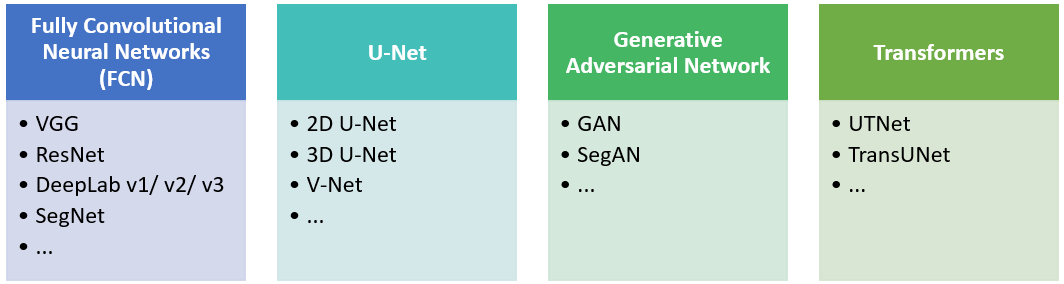 Fully Convolutional
Neural Networks
(FCN)
• VGG
• ResNet
• DeepLab v1/ v2/ v3
• SegNet
• ...
U-Net
• 2D U-Net
• 3D U-Net
• V-Net
• ...
Generative
Adversarial Network
• GAN
• SegAN
• ...
Transformers
• UTNet
• TransUNet
• ...